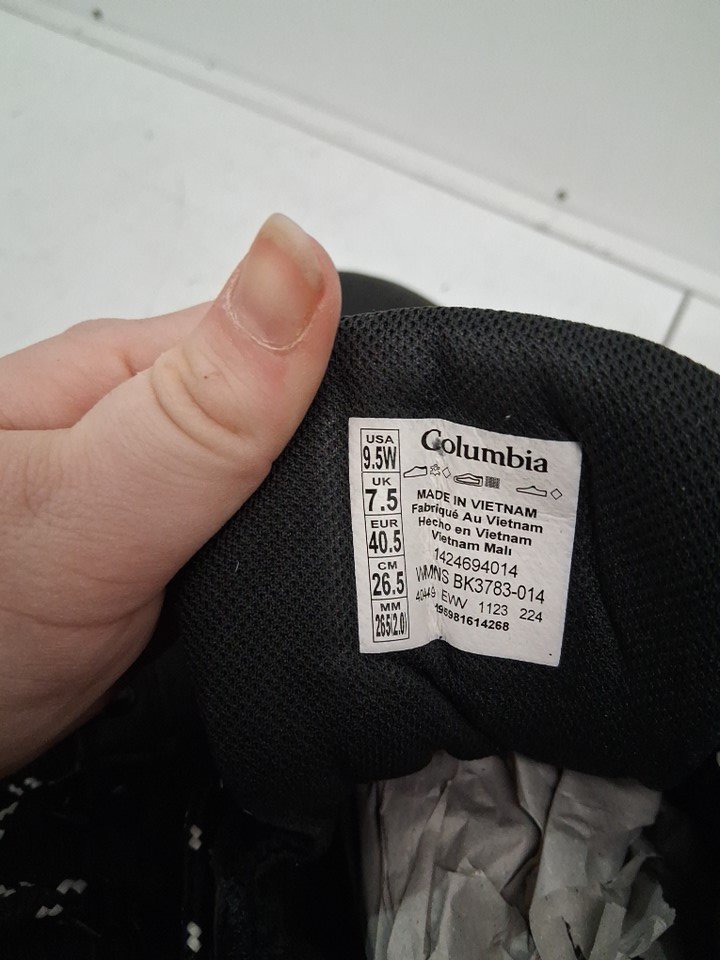 USA
9.5W
UK
7.5
EUR
40.5
CM
26.5
MM
265(2.0)
Columbia
MADE IN VIETNAM
Fabriqué Au Vietnam
Hecho en Vietnam
Vietnam Malı
1424694014
WMNS BK3783-014
EWV 1123 224
195981614268